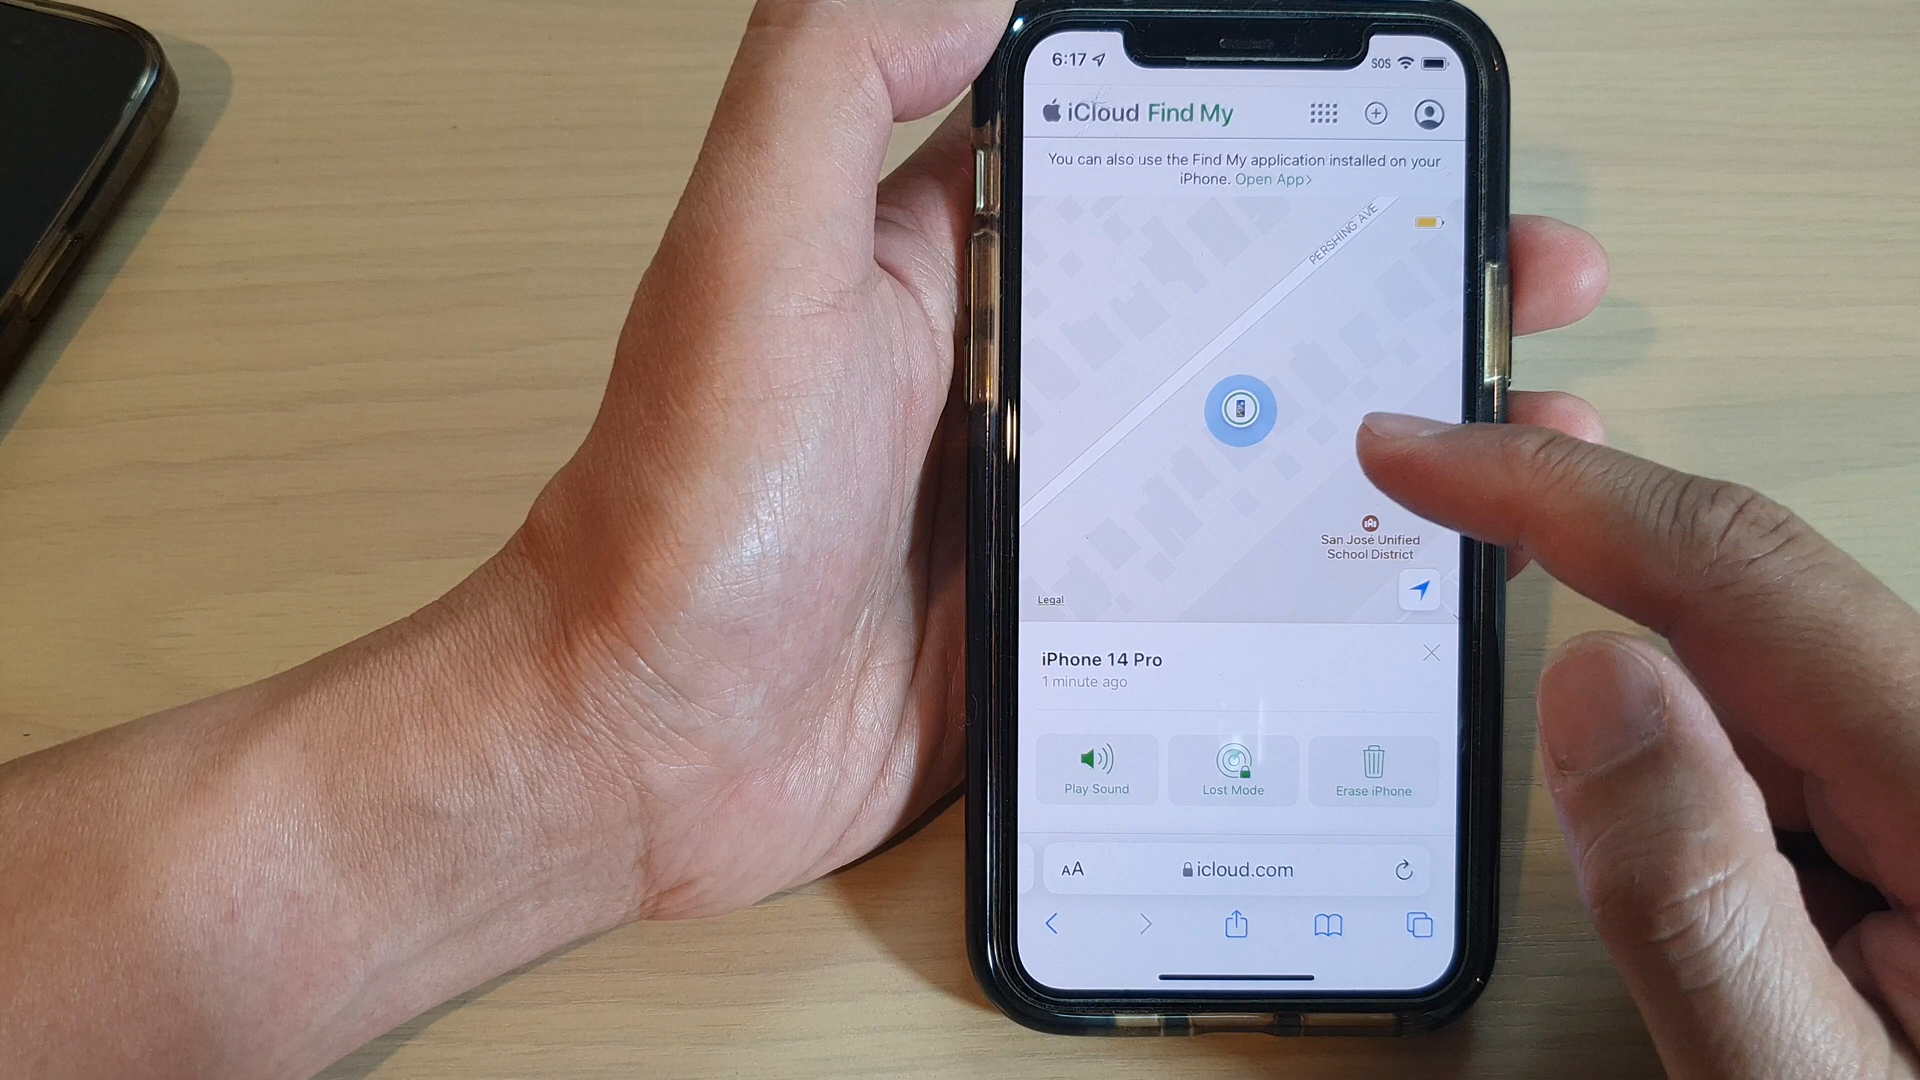 6:17
SOS
iCloud Find My
You can also use the Find My application installed on your
iPhone. Open App>
PERSHING AVE
San José Unified
School District
Legal
iPhone 14 Pro
1 minute ago
Play Sound
Lost Mode
Erase iPhone
AA
icloud.com